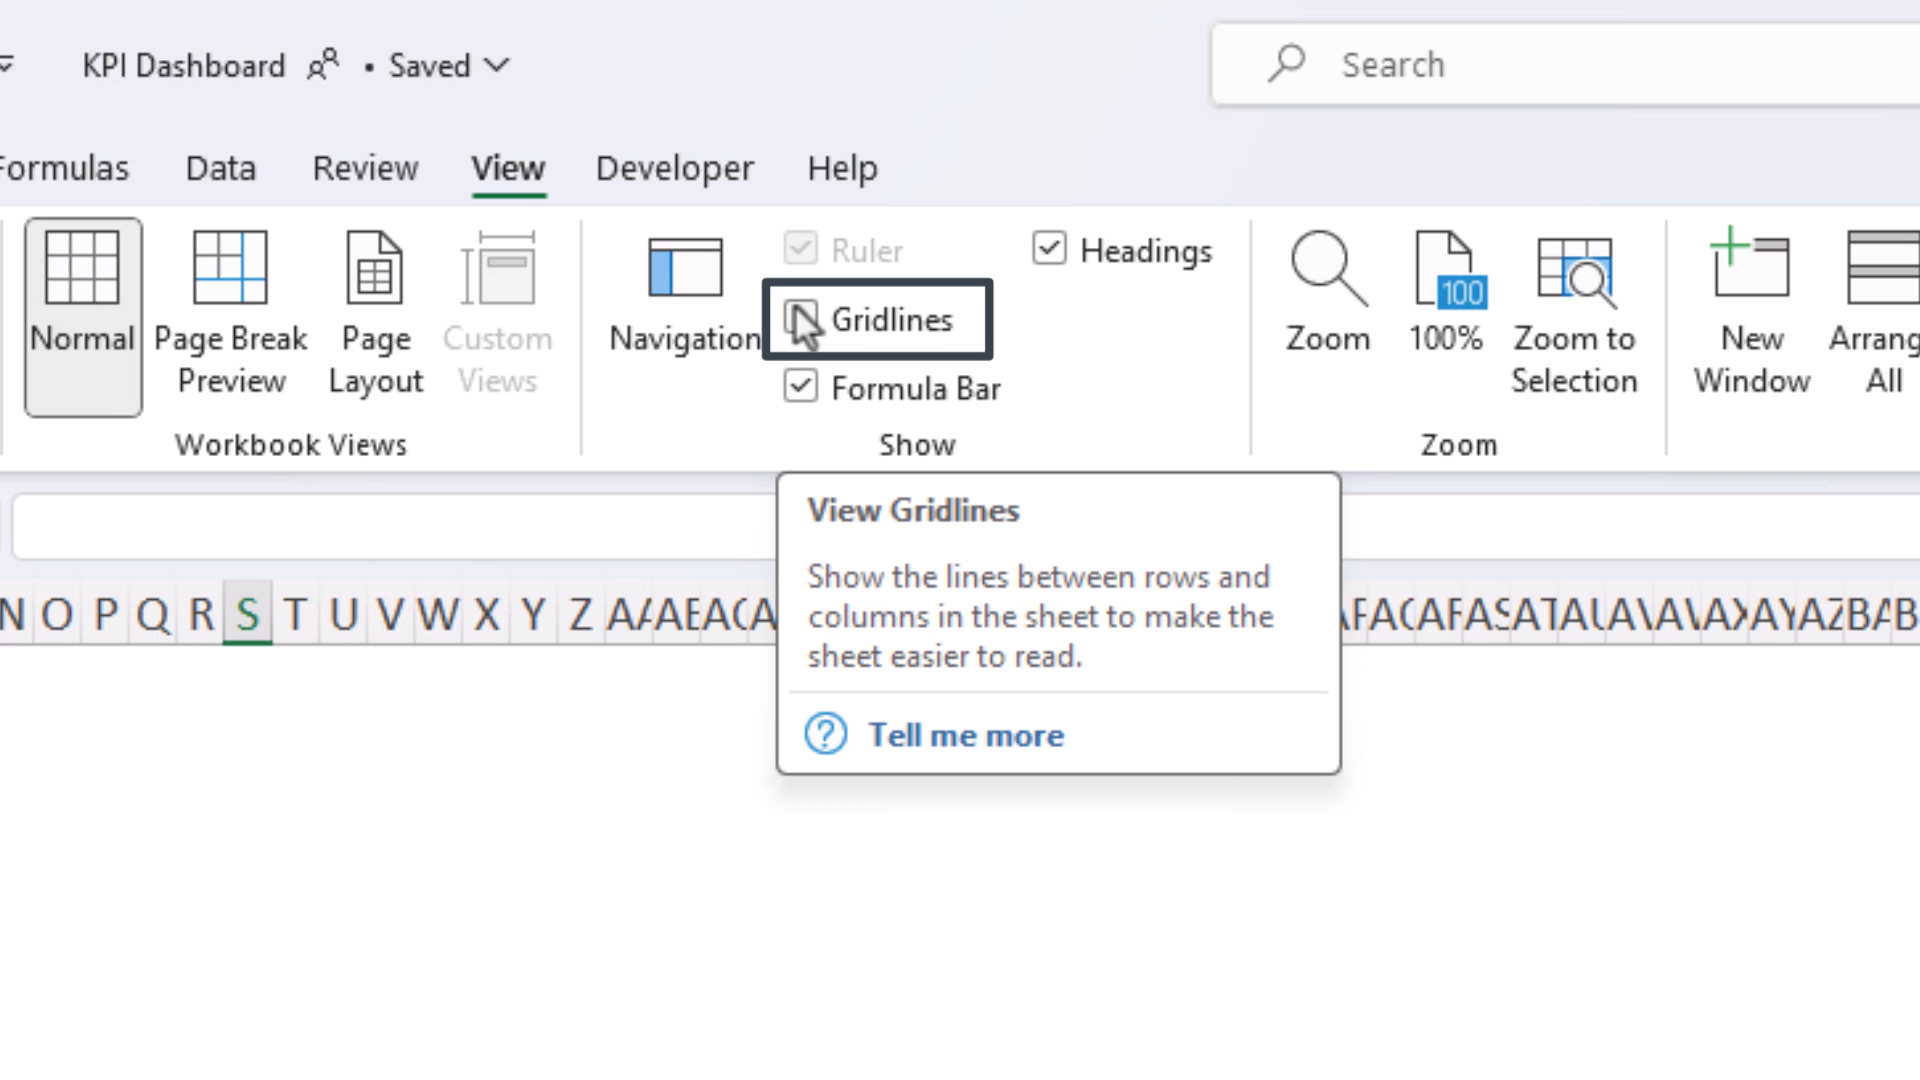 KPI Dashboard • Saved
Search
Formulas Data Review View Developer Help
Normal
Page Break Preview
Page Layout
Custom Views
Workbook Views
Navigation
Ruler
Gridlines
Formula Bar
Headings
Show
Zoom
100
100%
Zoom to Selection
Zoom
New Window
Arrang
All
View Gridlines
Show the lines between rows and
columns in the sheet to make the
sheet easier to read.
Tell me more
N O P Q R S T U V W X Y Z